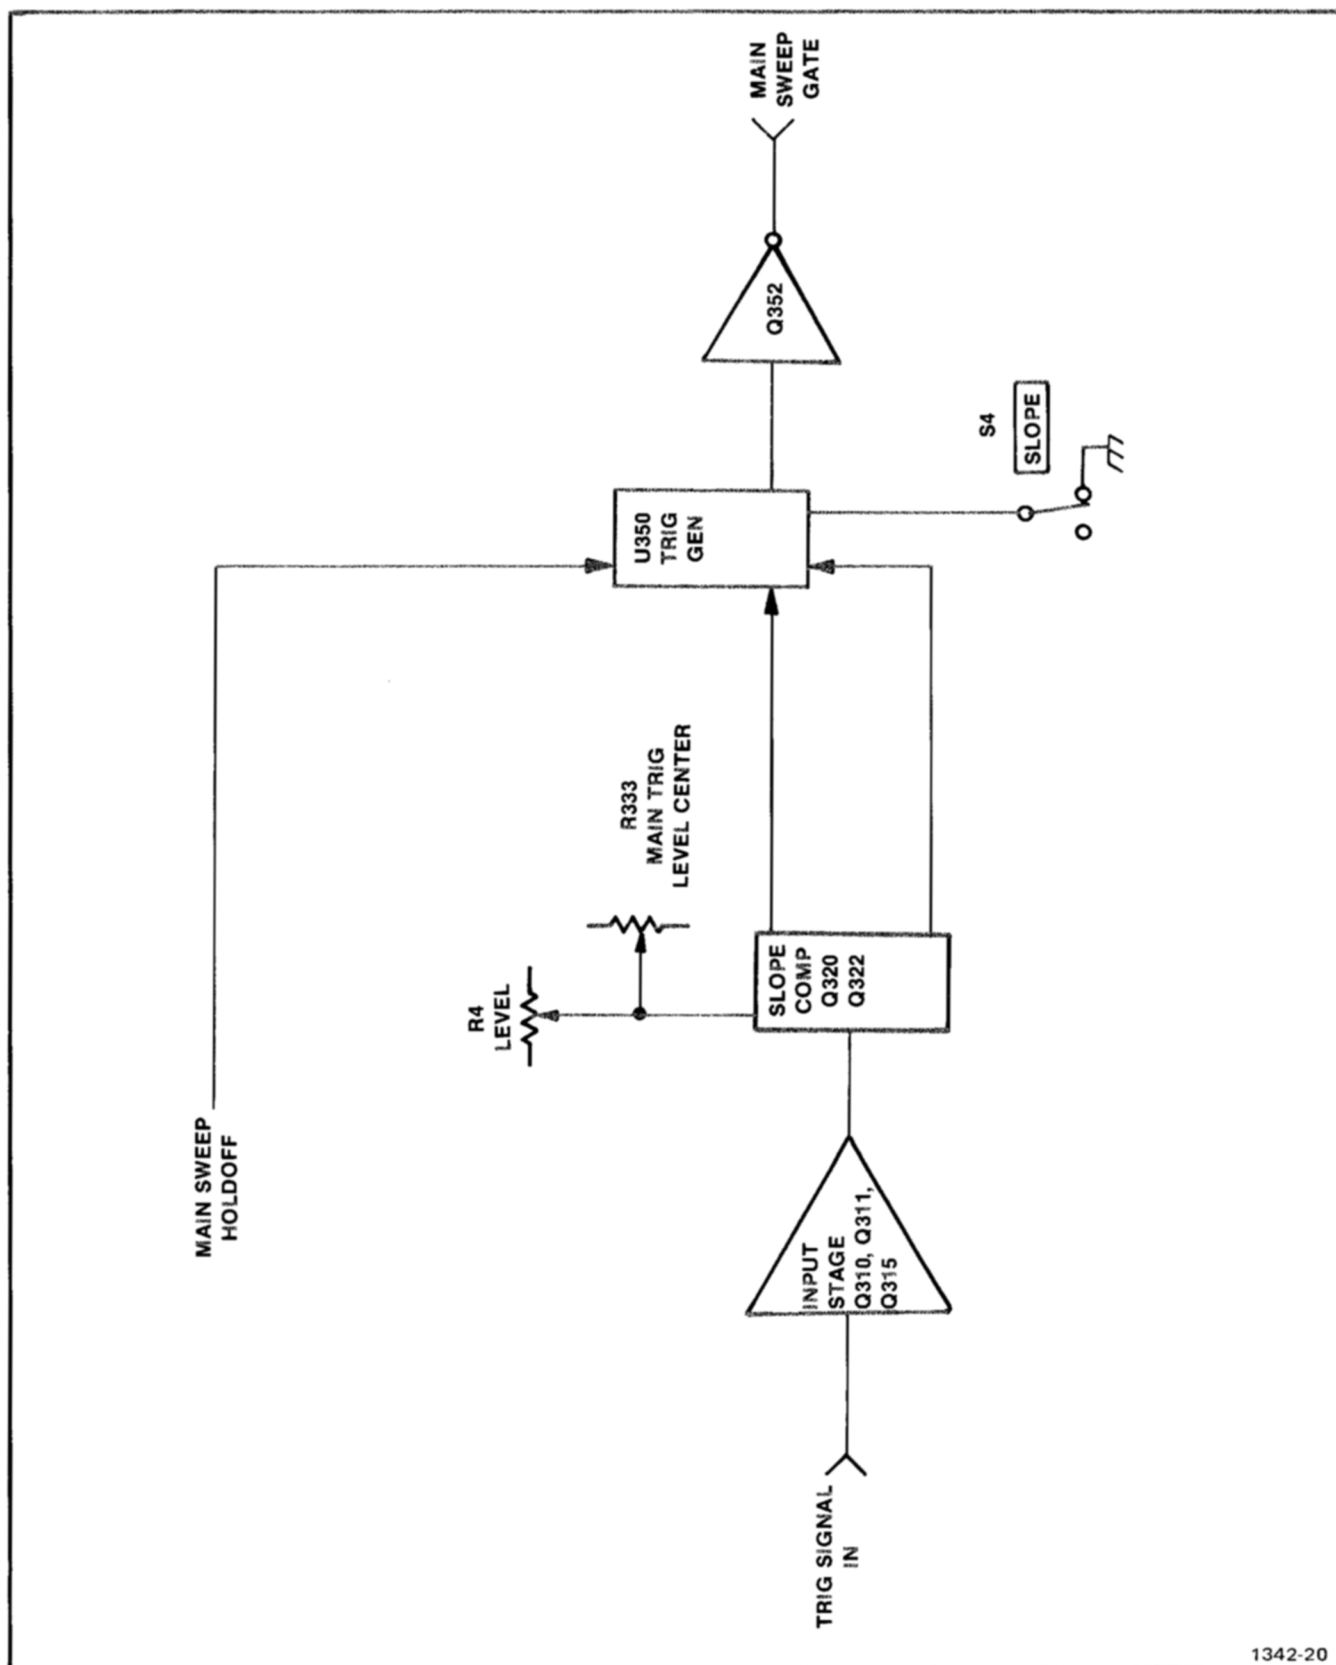 MAIN SWEEP
HOLDOFF
TRIG SIGNAL
IN
INPUT
STAGE
Q310, Q311,
Q315
R4
LEVEL
R333
MAIN TRIG
LEVEL CENTER
SLOPE
COMP
Q320
Q322
U350
TRIG
GEN
S4
SLOPE
Q352
MAIN
SWEEP
GATE
1342-20